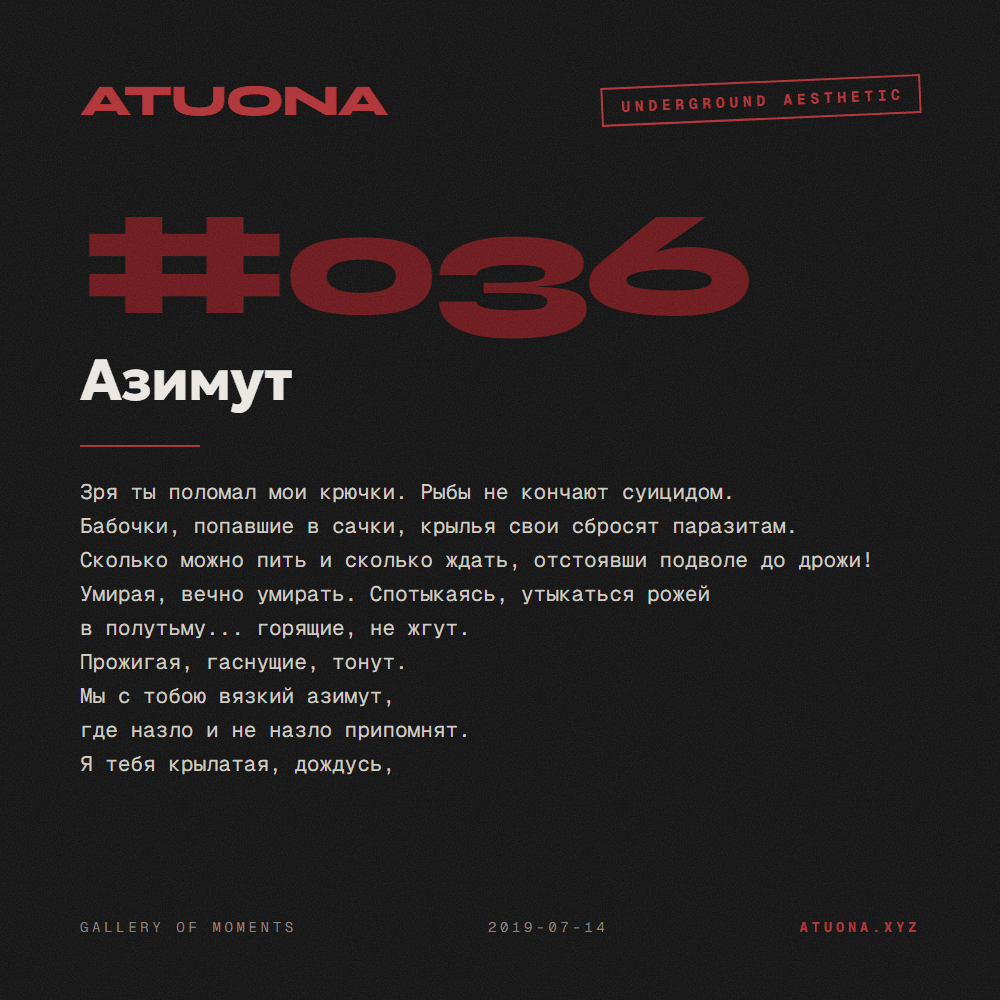 ATUONA
UNDERGROUND AESTHETIC
#036
Азимут
Зря ты поломал мои крючки. Рыбы не кончают суицидом.
Бабочки, попавшие в сачки, крылья свои сбросят паразитам.
Сколько можно пить и сколько ждать, отстоявши подволе до дрожи!
Умирая, вечно умирать. Спотыкаясь, утыкаться рожей
в полутьму... горящие, не жгут.
Прожигая, гаснущие, тонут.
Мы с тобою вязкий азимут,
где назло и не назло припомнят.
Я тебя крылатая, дождусь,
GALLERY OF MOMENTS
2019-07-14
ATUONA.XYZ